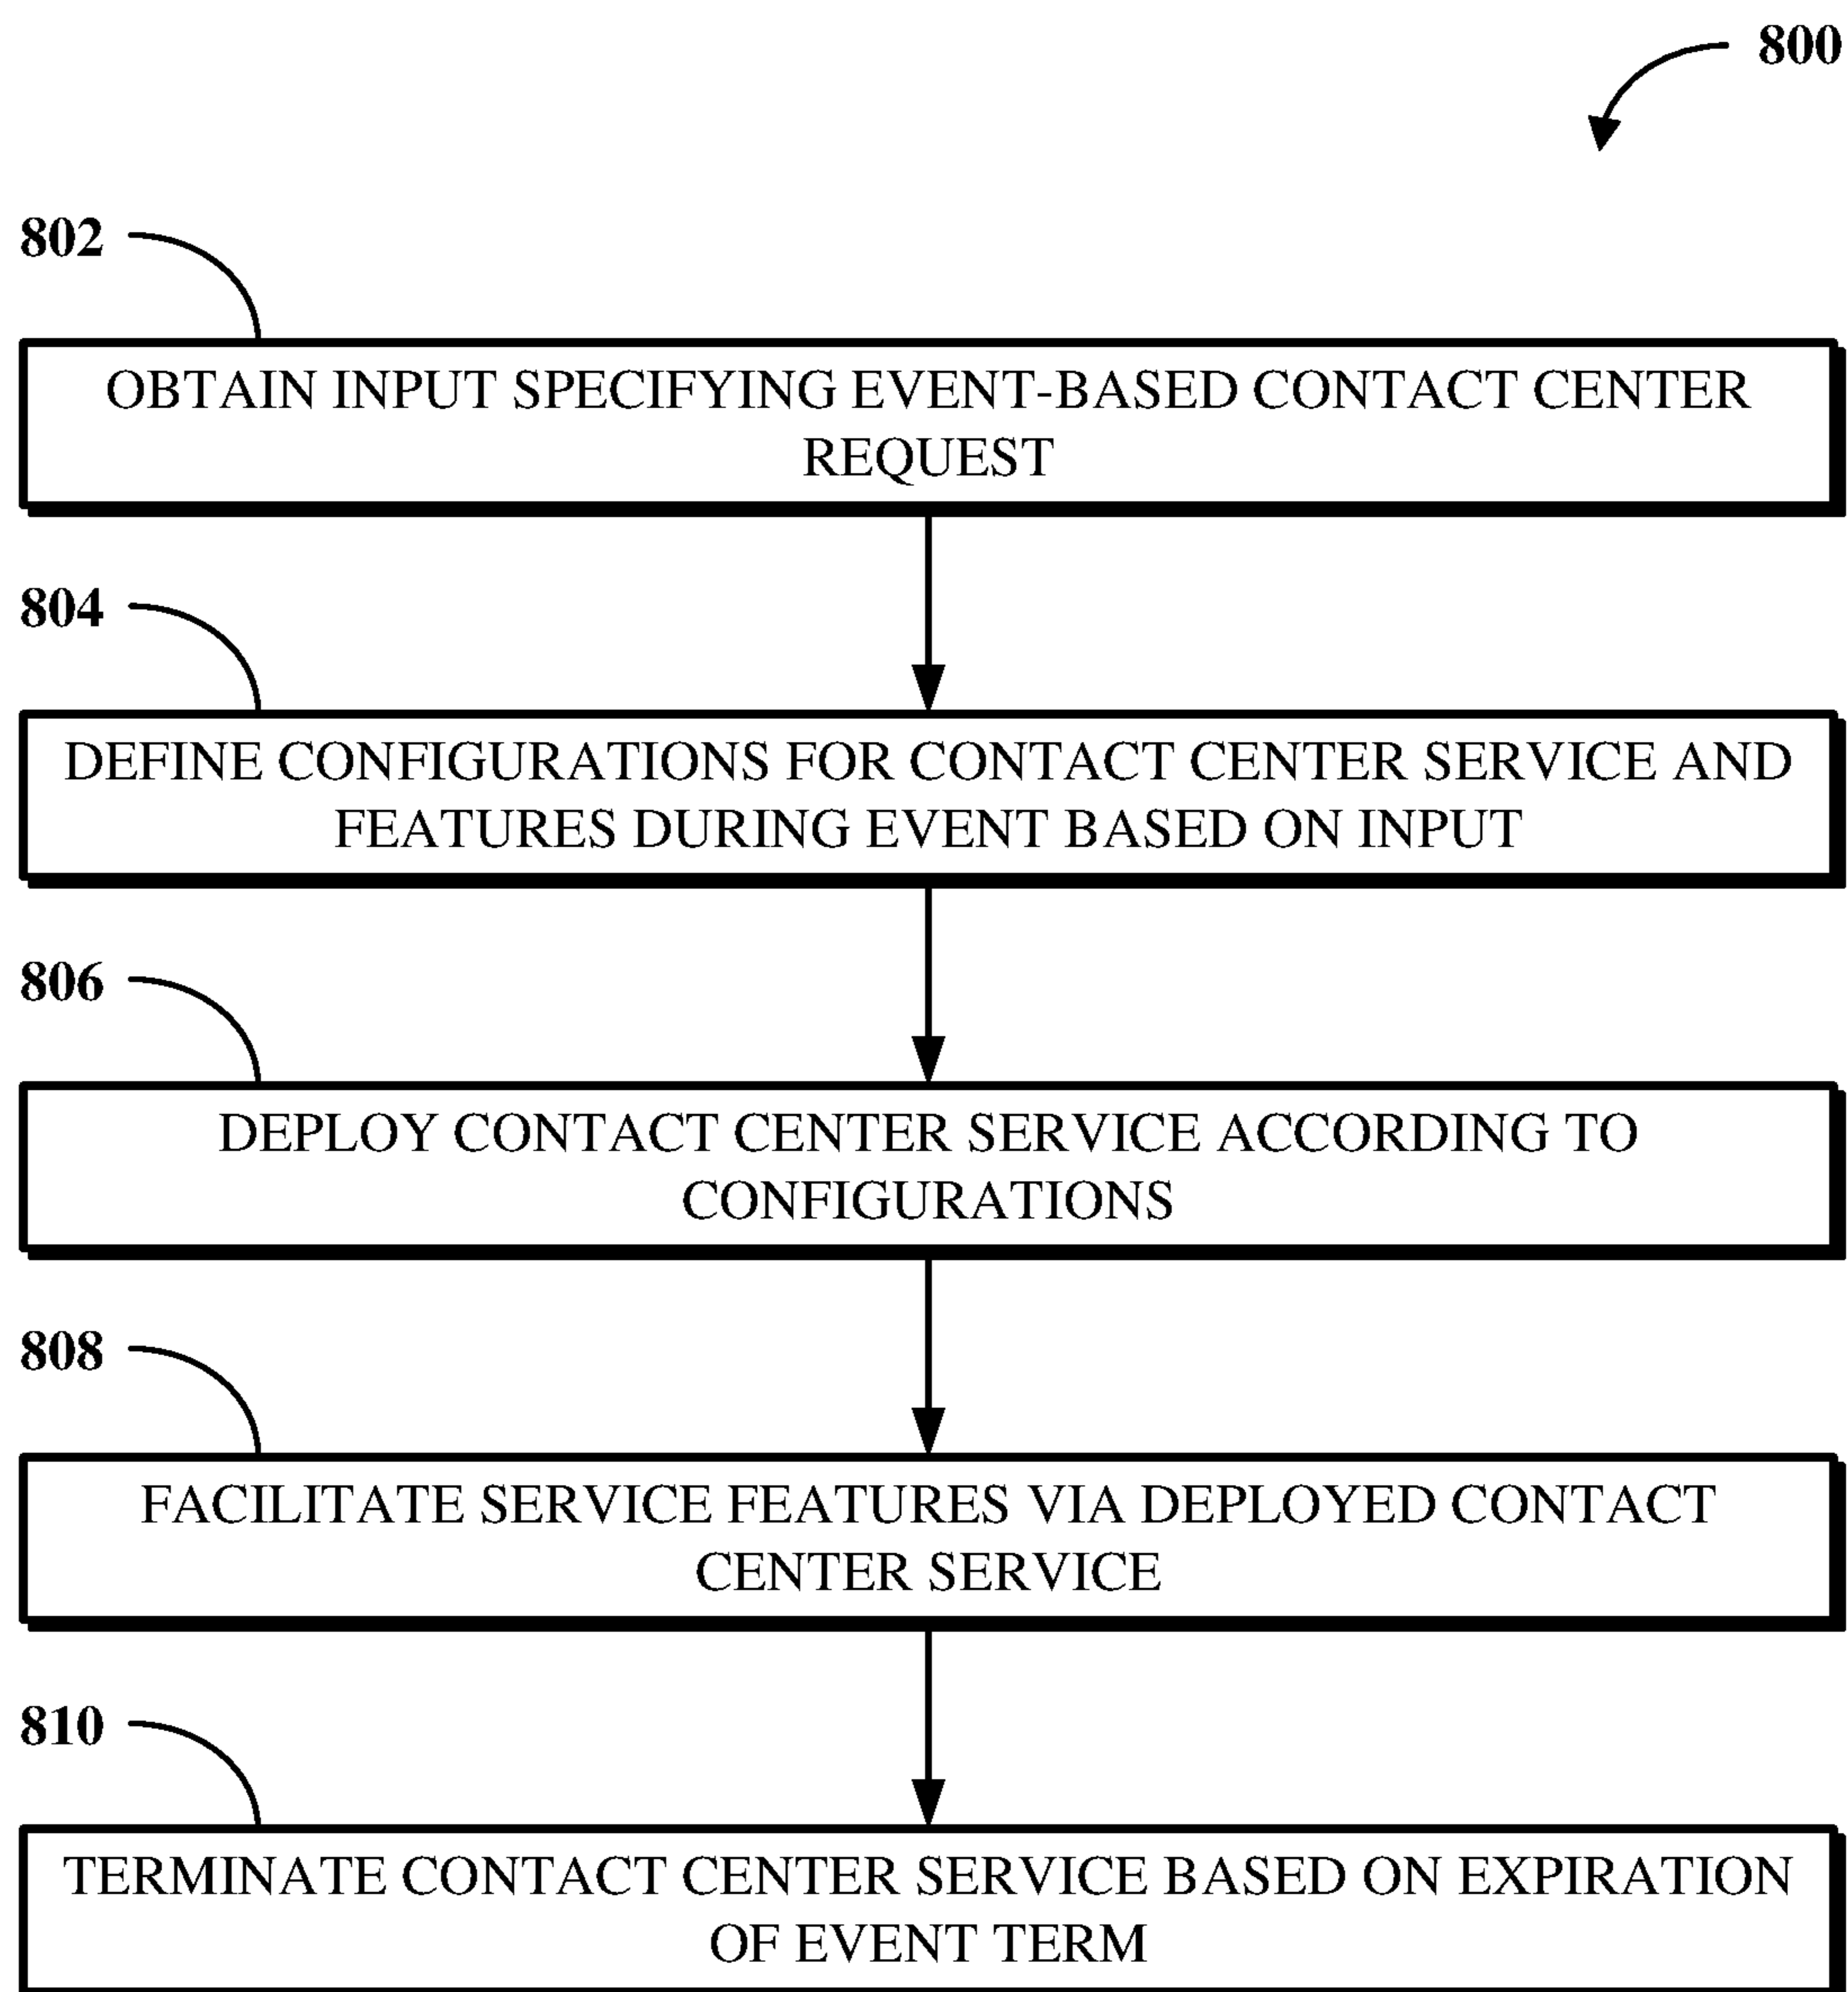 800
802
OBTAIN INPUT SPECIFYING EVENT-BASED CONTACT CENTER
REQUEST
804
DEFINE CONFIGURATIONS FOR CONTACT CENTER SERVICE AND
FEATURES DURING EVENT BASED ON INPUT
806
DEPLOY CONTACT CENTER SERVICE ACCORDING TO
CONFIGURATIONS
808
FACILITATE SERVICE FEATURES VIA DEPLOYED CONTACT
CENTER SERVICE
810
TERMINATE CONTACT CENTER SERVICE BASED ON EXPIRATION
OF EVENT TERM